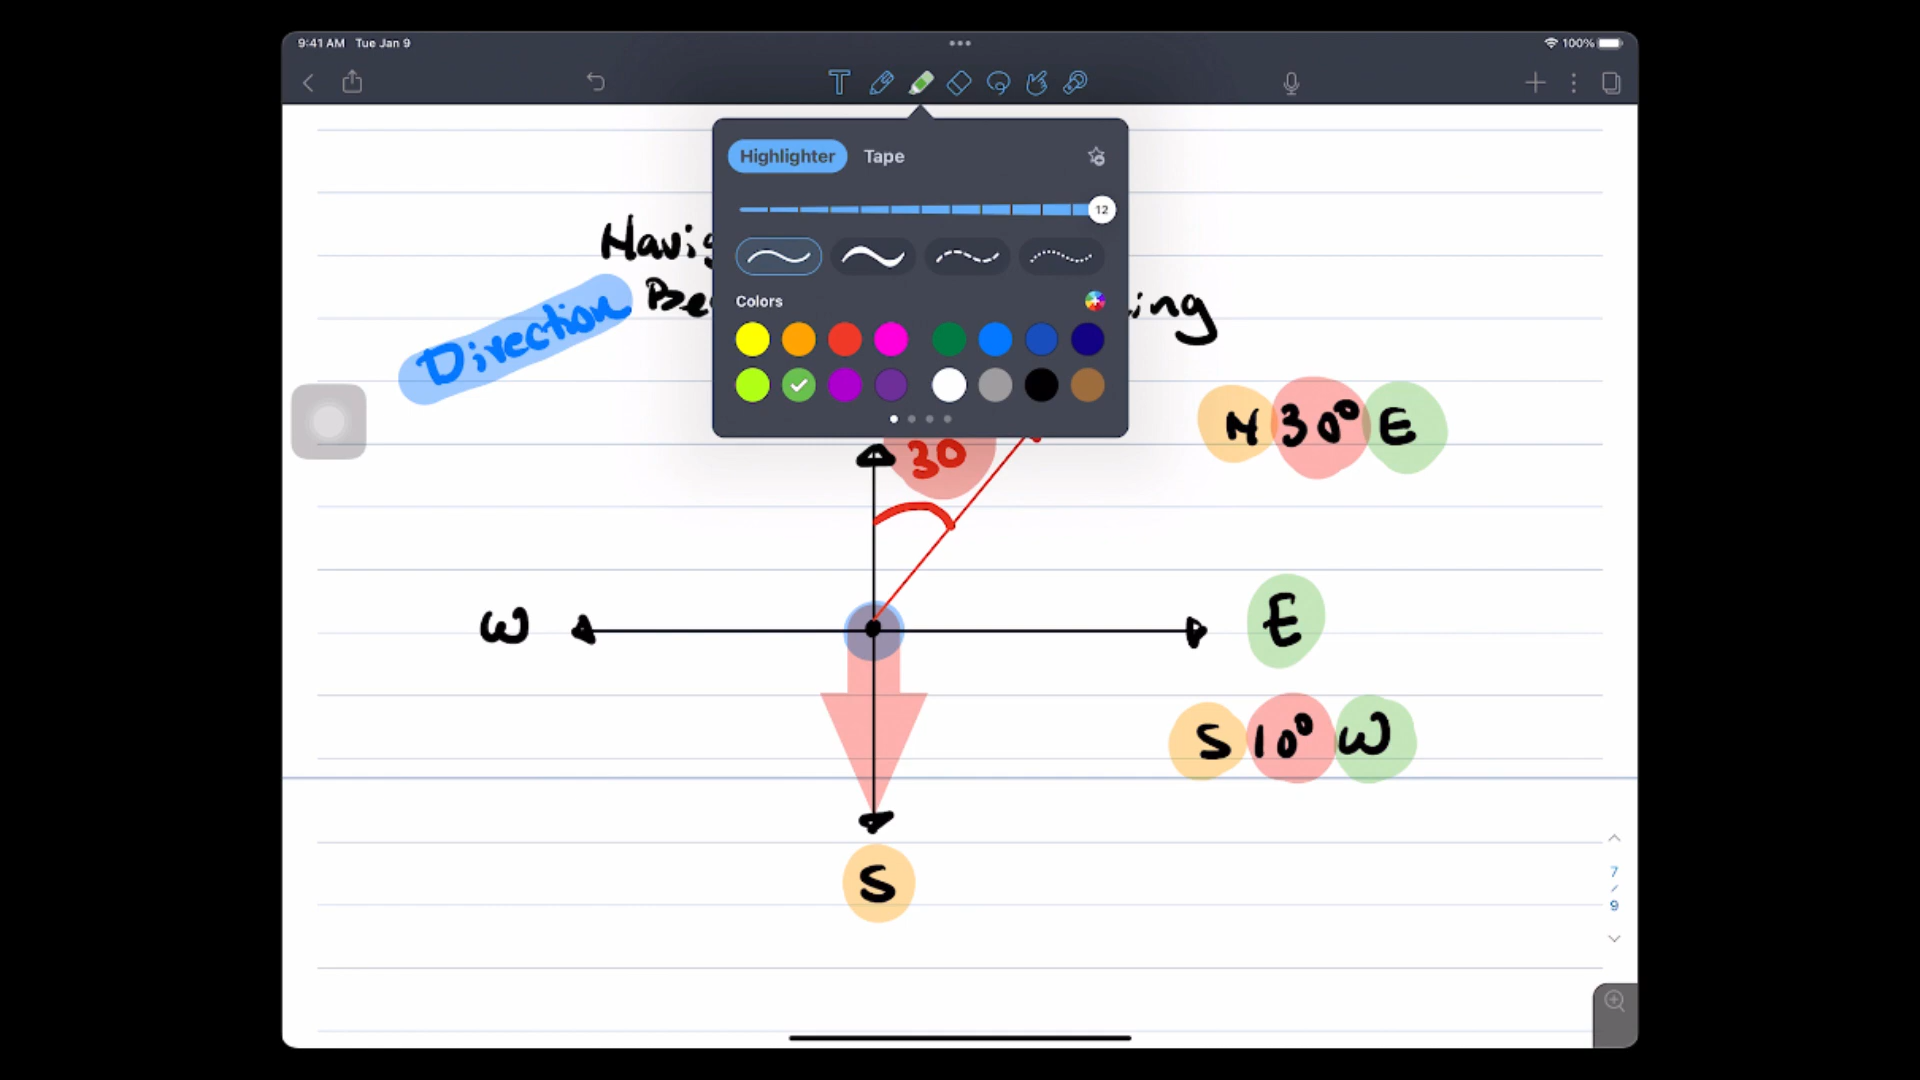 9:41 AM Tue Jan 9
100%
T
Highlighter Tape
12
Colors
Direction
N 30° E
30
W
E
S 10° W
S
7
/
9